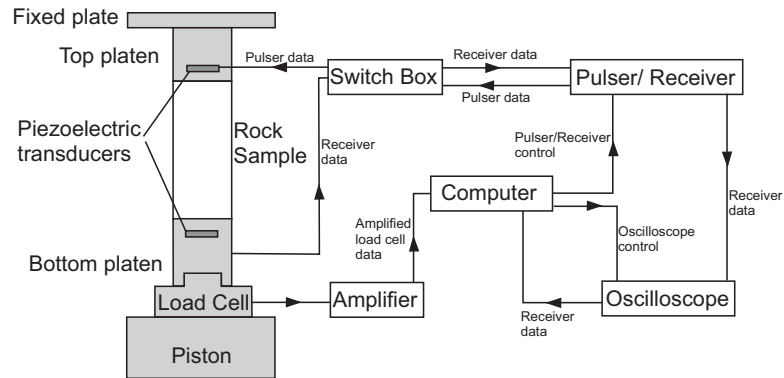 Fixed plate
Top platen
Pulser data
Switch Box
Receiver data
Pulser data
Pulser/ Receiver
Piezoelectric
transducers
Rock
Sample
Receiver
data
Pulser/Receiver
control
Computer
Receiver
data
Amplified
load cell
data
Oscilloscope
control
Bottom platen
Load Cell
Amplifier
Oscilloscope
Receiver
data
Piston